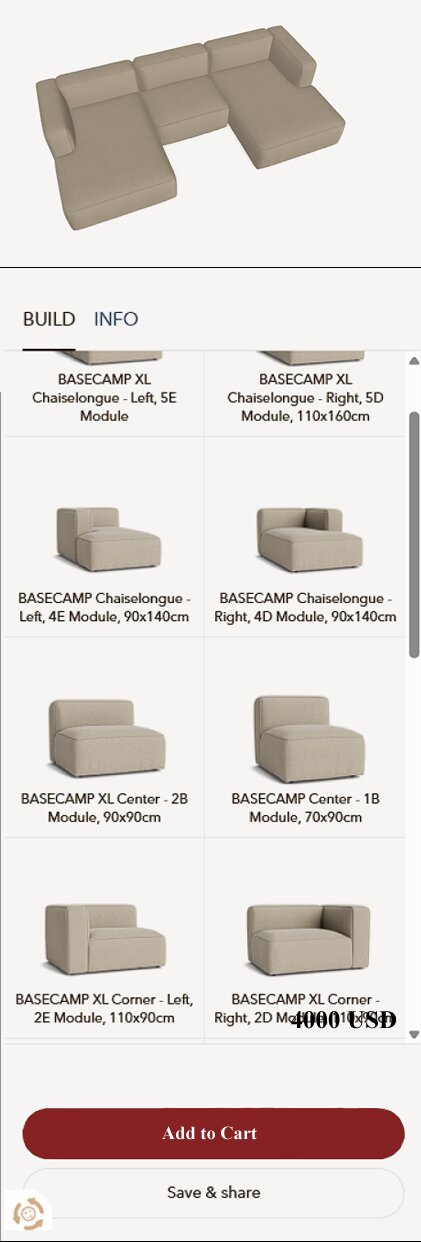 BUILD INFO
BASECAMP XL
Chaiselongue - Left, 5E
Module
BASECAMP XL
Chaiselongue - Right, 5D
Module, 110x160cm
BASECAMP Chaiselongue -
Left, 4E Module, 90x140cm
BASECAMP Chaiselongue -
Right, 4D Module, 90x140cm
BASECAMP XL Center - 2B
Module, 90x90cm
BASECAMP Center - 1B
Module, 70x90cm
BASECAMP XL Corner - Left,
2E Module, 110x90cm
BASECAMP XL Corner -
Right, 2D Module, 110x90cm
4000 USD
Add to Cart
Save & share